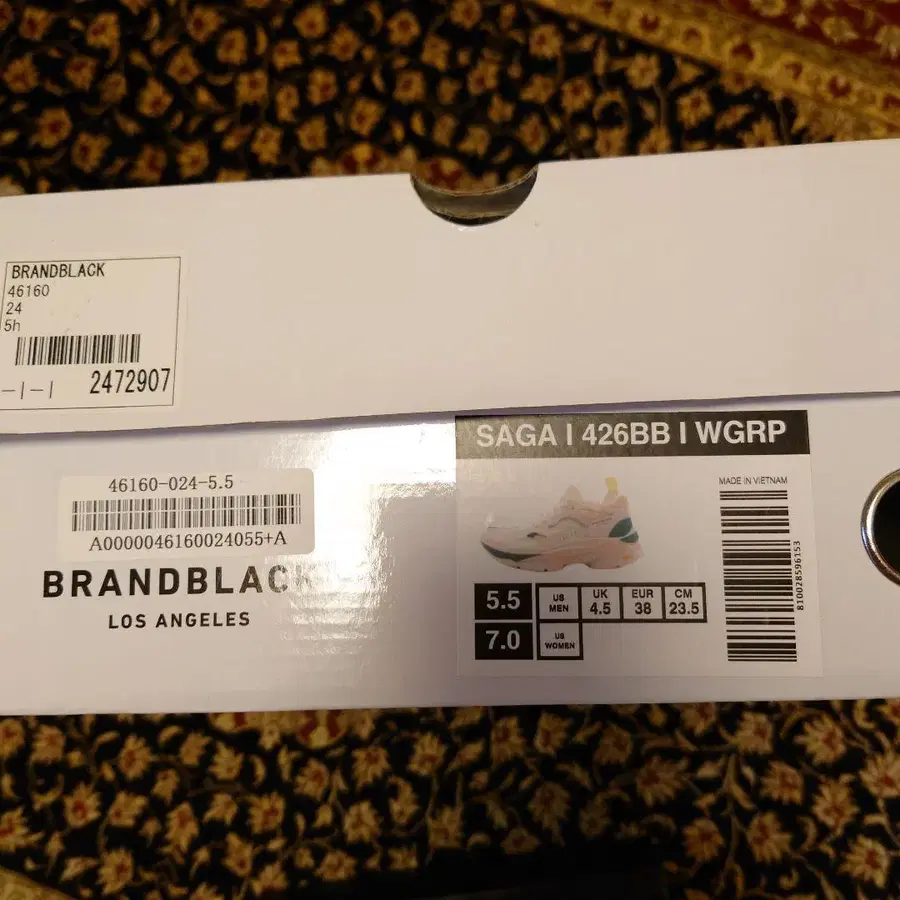 BRANDBLACK
46160
24
5h
2472907
SAGA | 426BB | WGRP
46160-024-5.5
A0000046160024055+A
BRANDBLACK
LOS ANGELES
MADE IN VIETNAM
810028596153
5.5 US MEN UK 4.5 EUR 38 CM 23.5
7.0 US WOMEN